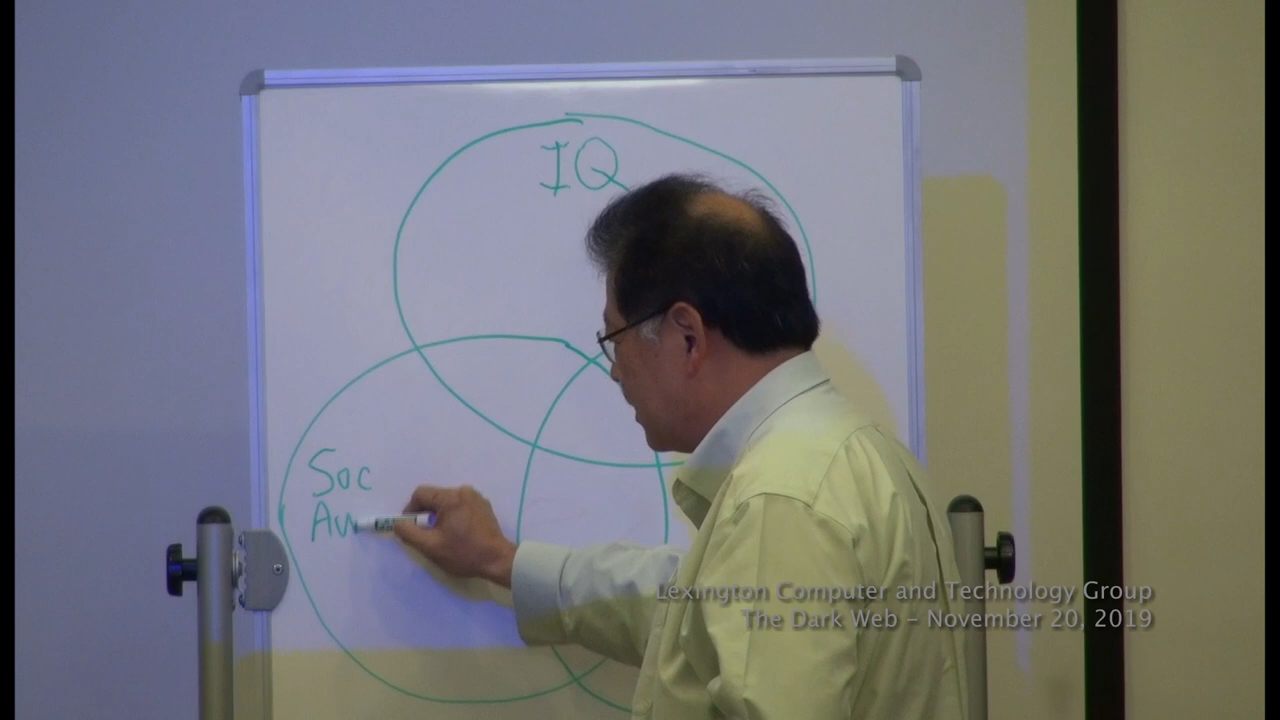 IQ
Soc
Aw
Lexington Computer and Technology Group
The Dark Web – November 20, 2019